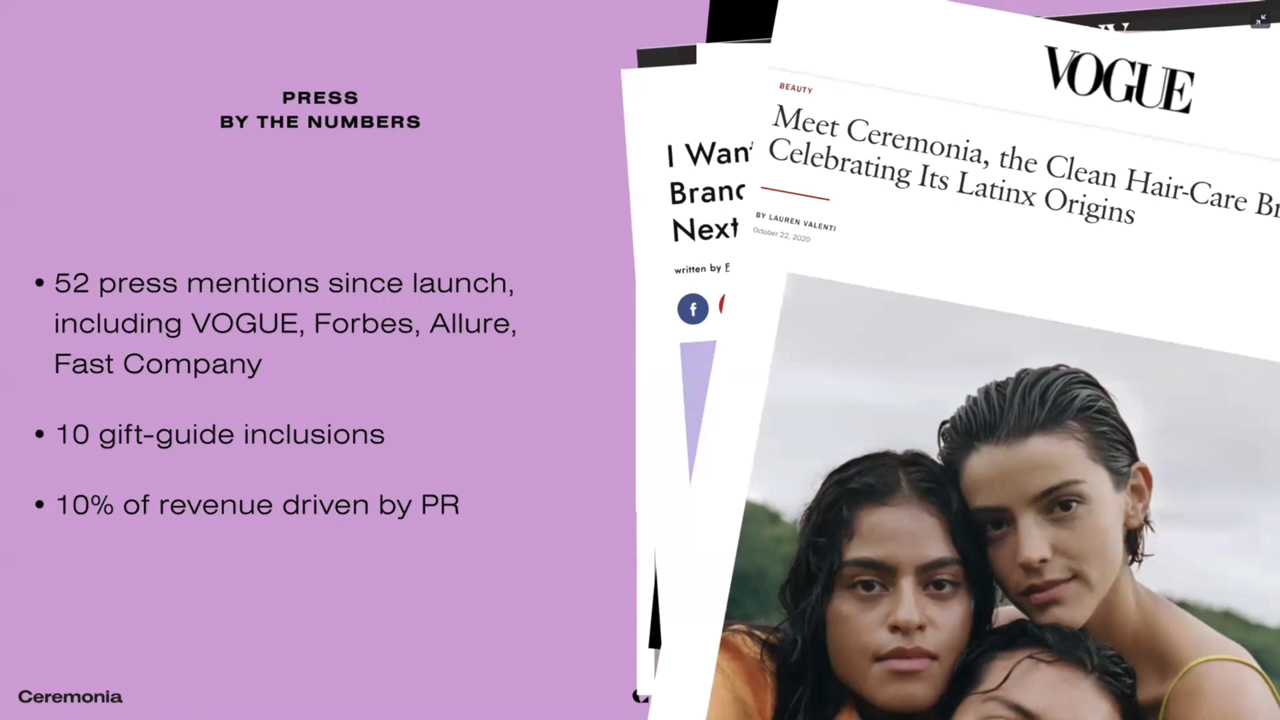 PRESS
BY THE NUMBERS
• 52 press mentions since launch,
including VOGUE, Forbes, Allure,
Fast Company
• 10 gift-guide inclusions
• 10% of revenue driven by PR
Ceremonia
I Wan
Bran
Next
written by
f
VOGUE
BEAUTY
Meet Ceremonia, the Clean Hair-Care Br
Celebrating Its Latinx Origins
BY LAUREN VALENTI
October 22, 2020